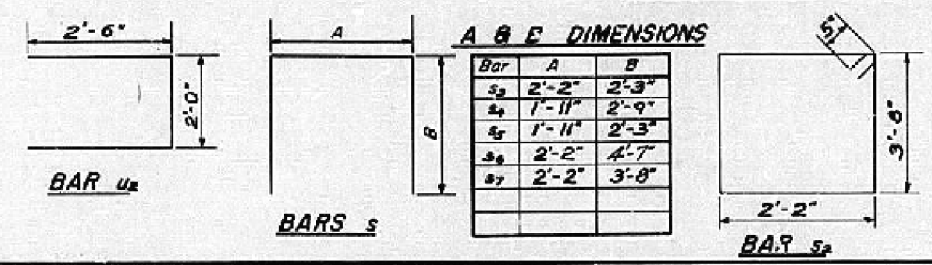 2'-6"
2'-0"
BAR u₂
A
B
BARS s
A & E DIMENSIONS
Bar A B
s₃ 2'-2" 2'-3"
s₄ 1'-11" 2'-9"
s₅ 1'-11" 2'-3"
s₆ 2'-2" 4'-7"
s₇ 2'-2" 3'-8"
3'-8"
2'-2"
BAR s₂